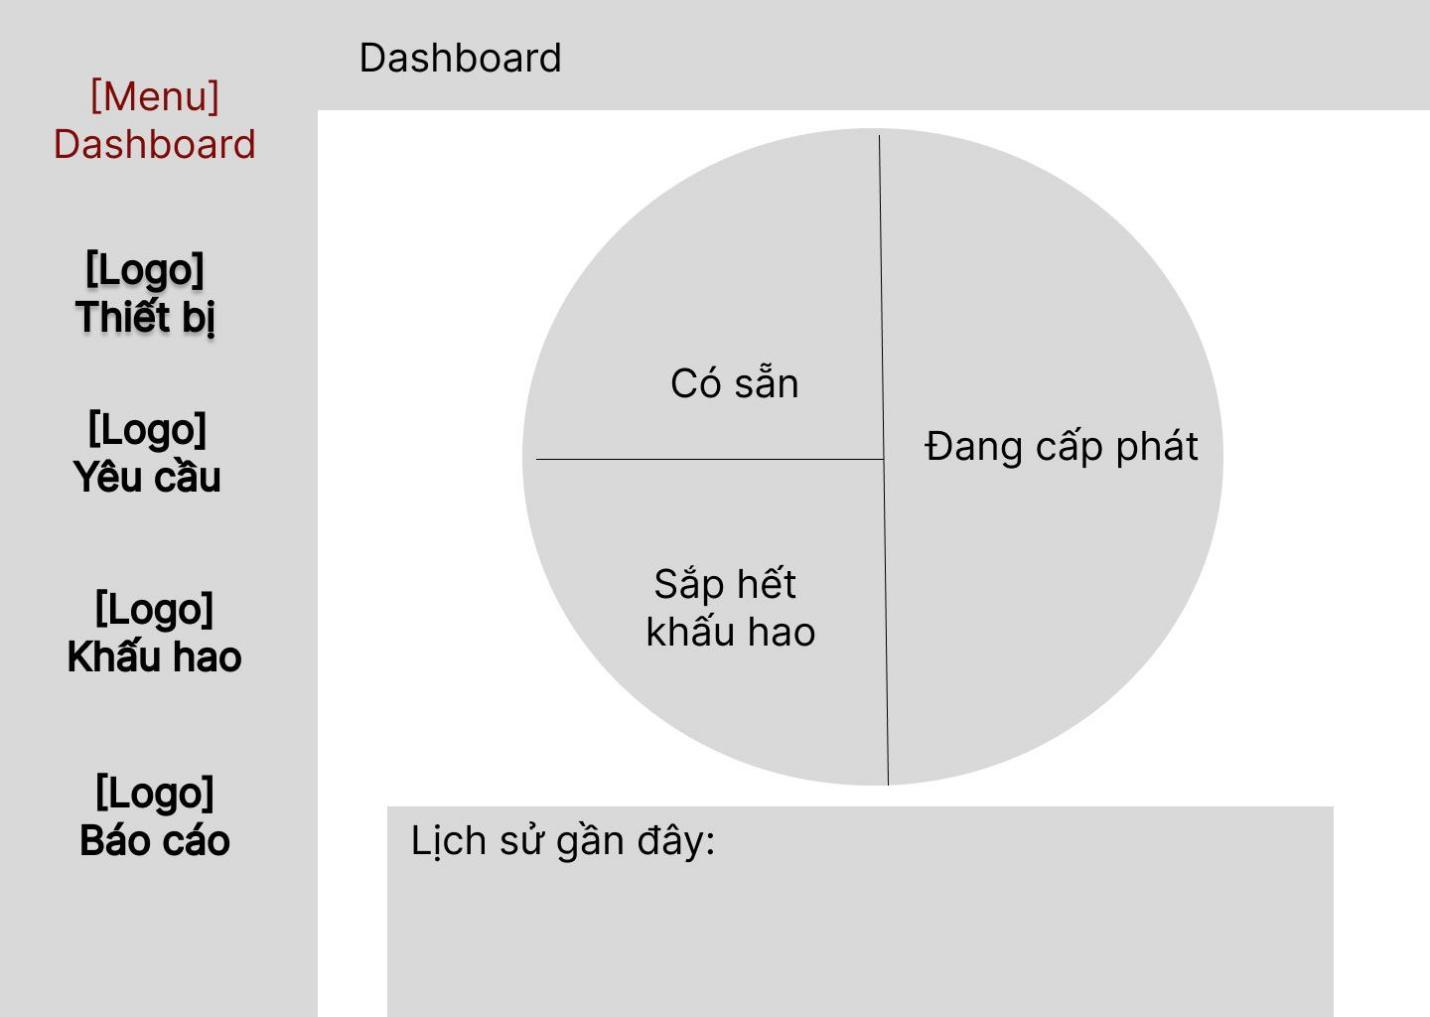 Dashboard
[Menu]
Dashboard
[Logo]
Thiết bị
[Logo]
Yêu cầu
[Logo]
Khấu hao
[Logo]
Báo cáo
Có sẵn
Đang cấp phát
Sắp hết
khấu hao
Lịch sử gần đây: